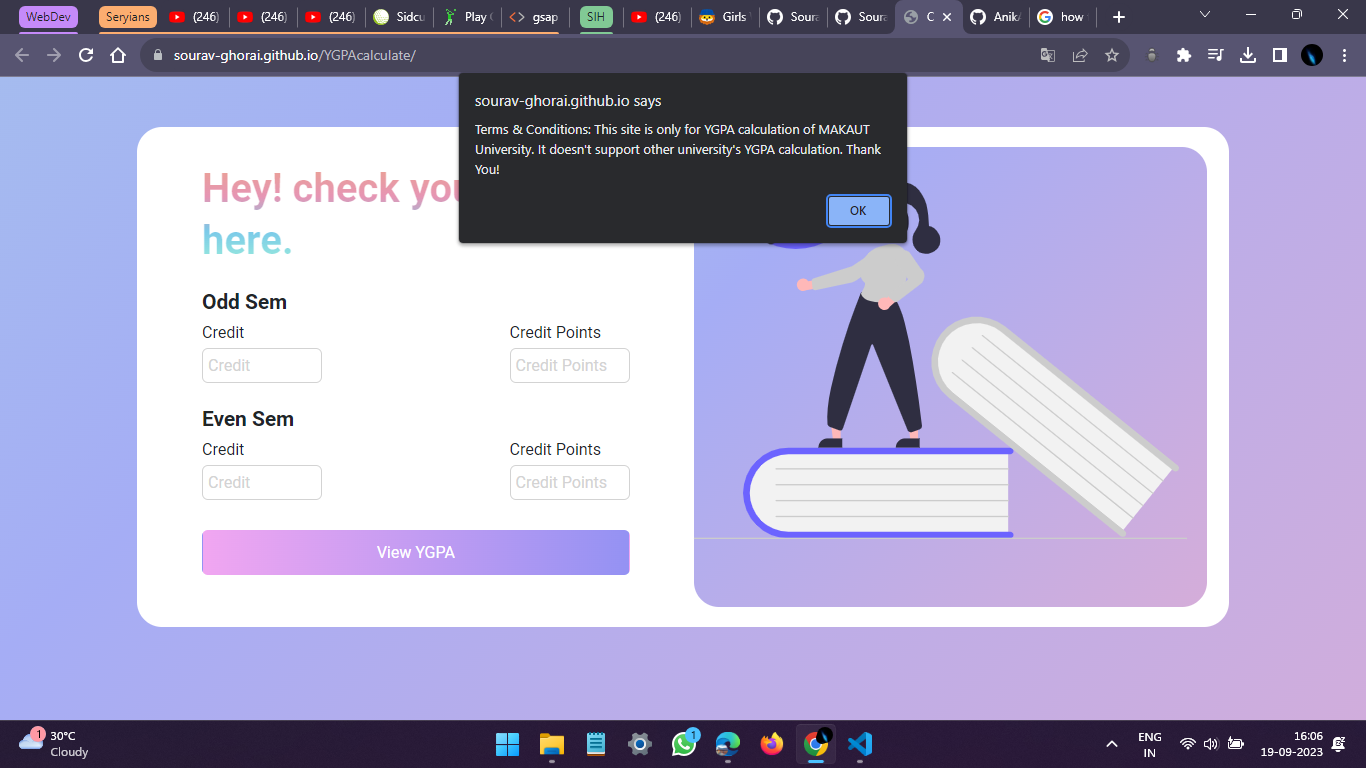 WebDev
Seryians
(246)
(246)
(246)
Sidcu
Play
gsap
SIH
(246)
Girls
Sour
Sour
C
Anik
how
sourav-ghorai.github.io/YGPAcalculate/
sourav-ghorai.github.io says
Terms & Conditions: This site is only for YGPA calculation of MAKAUT
University. It doesn't support other university's YGPA calculation. Thank
You!
OK
Hey! check you
here.
Odd Sem
Credit
Credit Points
Credit
Credit Points
Even Sem
Credit
Credit Points
Credit
Credit Points
View YGPA
1
30°C
Cloudy
1
ENG
IN
16:06
19-09-2023